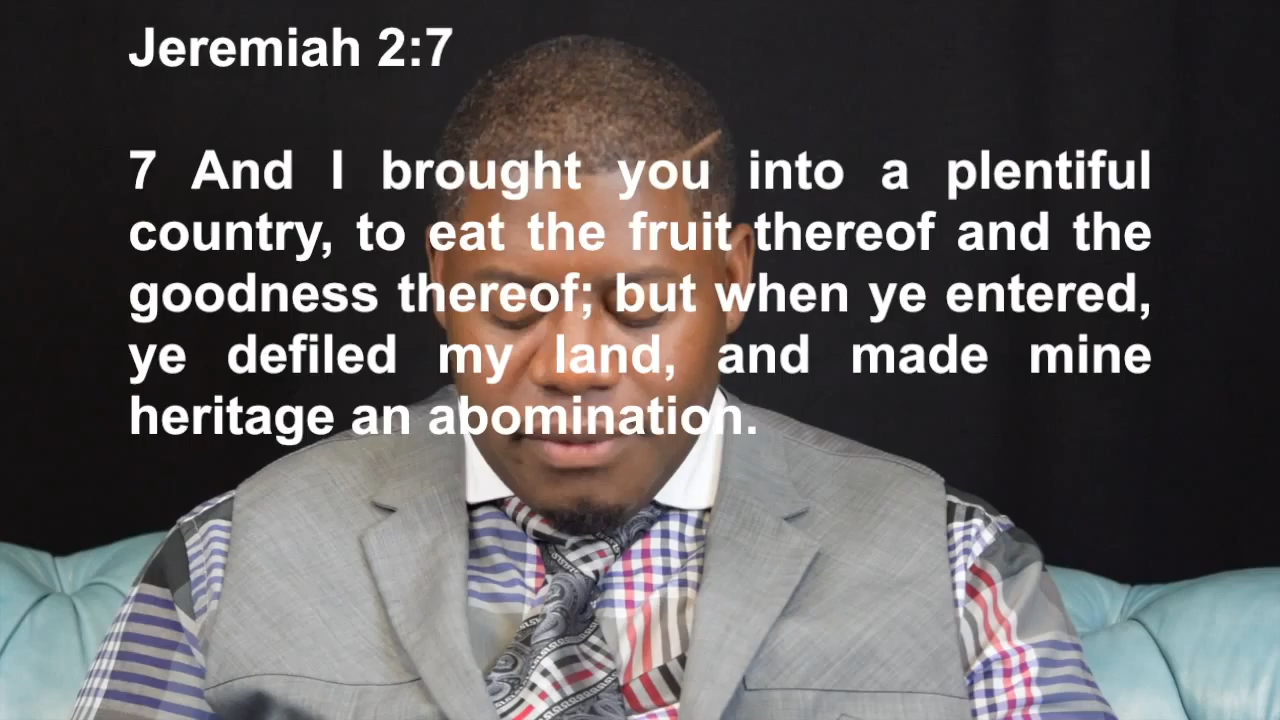 Jeremiah 2:7
7 And I brought you into a plentiful
country, to eat the fruit thereof and the
goodness thereof; but when ye entered,
ye defiled my land, and made mine
heritage an abomination.